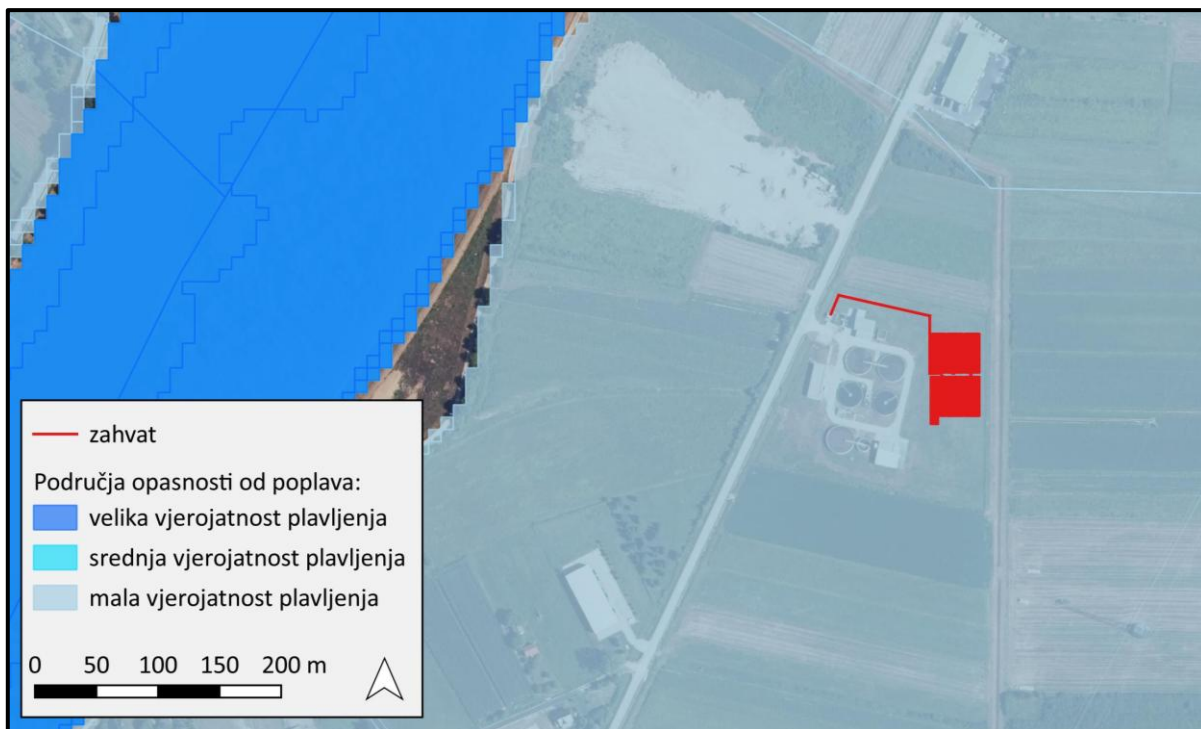 zahvat
Područja opasnosti od poplava:
velika vjerojatnost plavljenja
srednja vjerojatnost plavljenja
mala vjerojatnost plavljenja
0 50 100 150 200 m